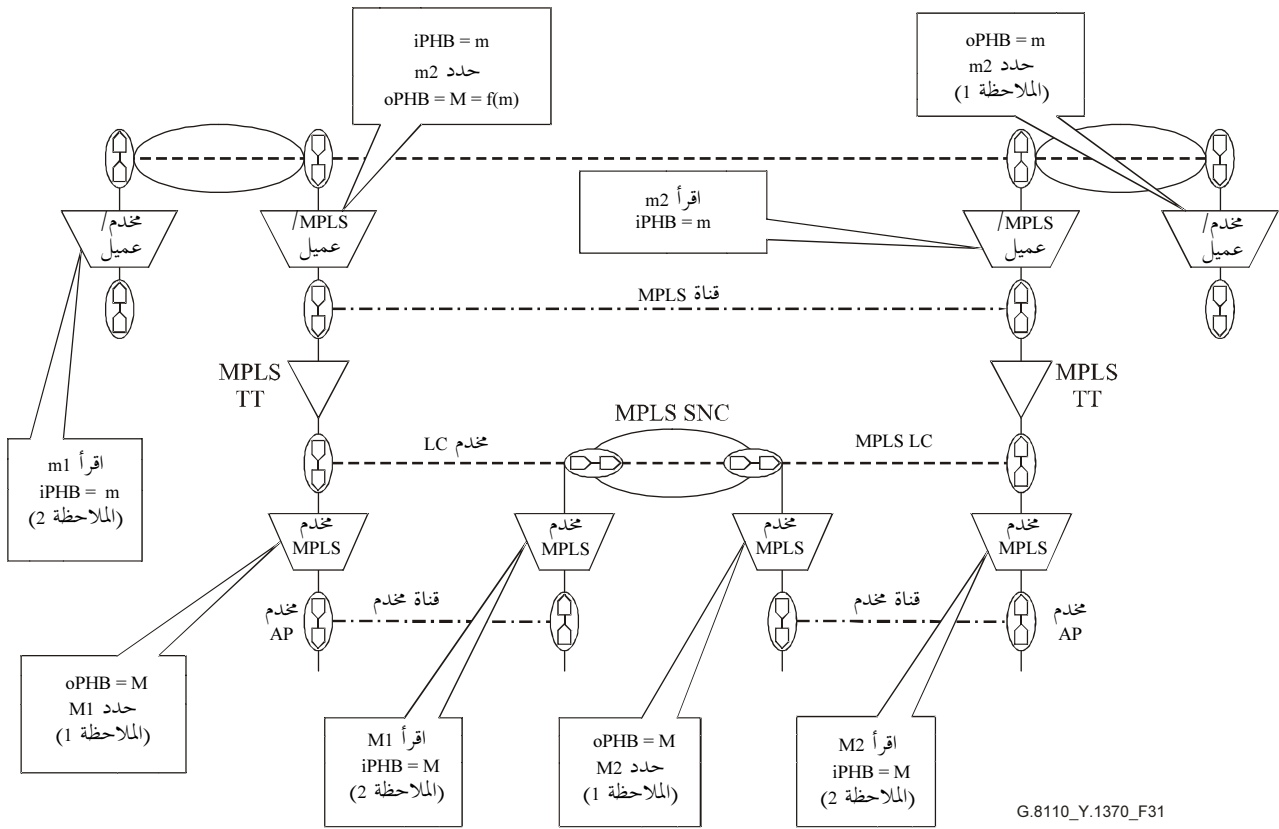 iPHB = m
حدد m2
oPHB = M = f(m)
oPHB = m
حدد m2
(الملاحظة 1)
اقرأ m2
iPHB = m
مخدم/
عميل
MPLS/
عميل
MPLS/
عميل
مخدم/
عميل
قناة MPLS
MPLS
TT
MPLS
TT
MPLS SNC
مخدم LC
MPLS LC
اقرأ m1
iPHB = m
(الملاحظة 2)
مخدم
MPLS
مخدم
MPLS
مخدم
MPLS
مخدم
MPLS
مخدم
AP
قناة مخدم
قناة مخدم
مخدم
AP
oPHB = M
حدد M1
(الملاحظة 1)
اقرأ M1
iPHB = M
(الملاحظة 2)
oPHB = M
حدد M2
(الملاحظة 1)
اقرأ M2
iPHB = M
(الملاحظة 2)
G.8110_Y.1370_F31